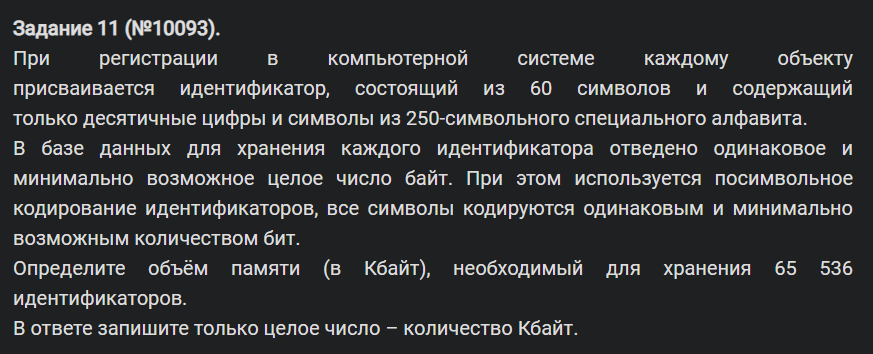 Задание 11 (№10093).
При регистрации в компьютерной системе каждому объекту
присваивается идентификатор, состоящий из 60 символов и содержащий
только десятичные цифры и символы из 250-символьного специального алфавита.
В базе данных для хранения каждого идентификатора отведено одинаковое и
минимально возможное целое число байт. При этом используется посимвольное
кодирование идентификаторов, все символы кодируются одинаковым и минимально
возможным количеством бит.
Определите объём памяти (в Кбайт), необходимый для хранения 65 536
идентификаторов.
В ответе запишите только целое число – количество Кбайт.